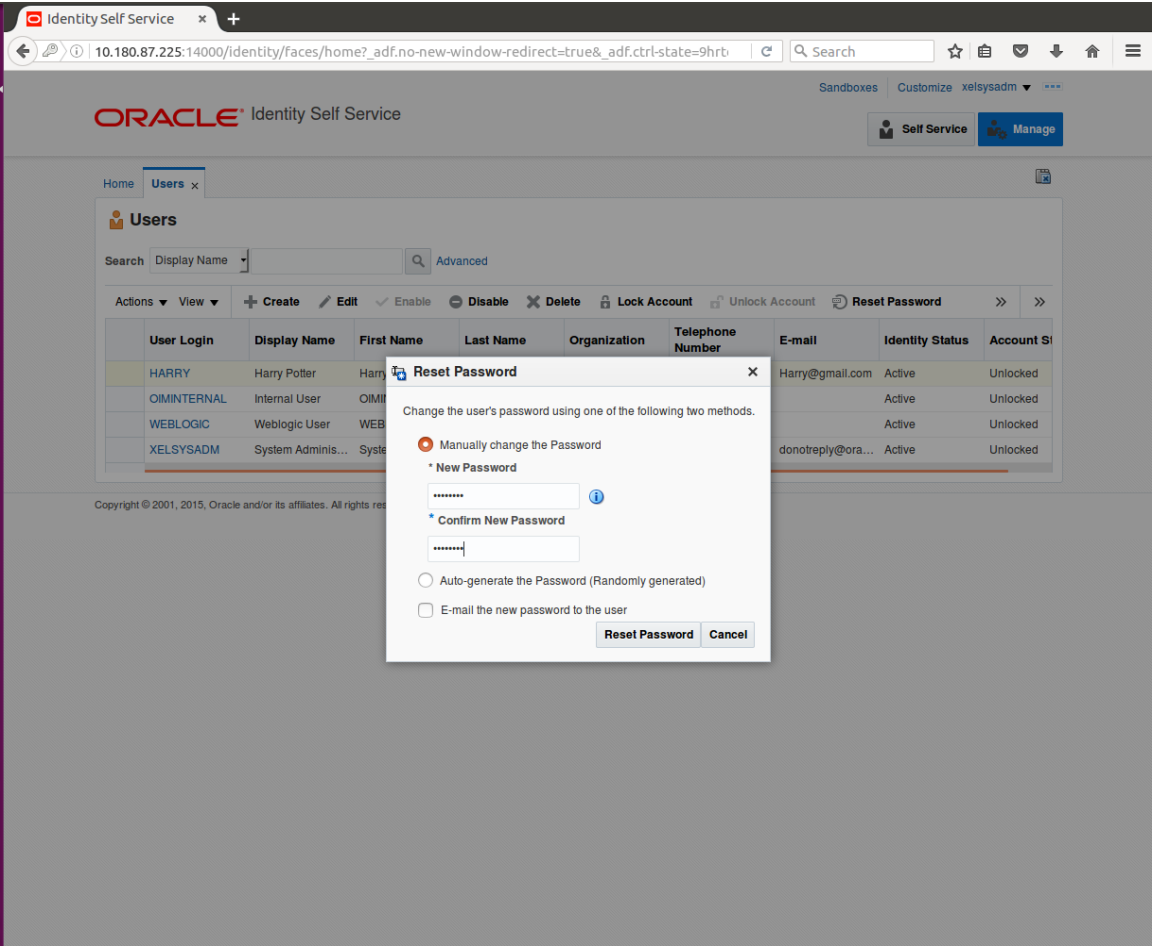 Identity Self Service × +
10.180.87.225:14000/identity/faces/home?_adf.no-new-window-redirect=true&_adf.ctrl-state=9hrt Search
Sandboxes Customize xelsysadm
ORACLE Identity Self Service
Self Service Manage
Home Users
Users
Search Display Name Advanced
Actions View Create Edit Enable Disable Delete Lock Account Unlock Account Reset Password » »
User Login Display Name First Name Last Name Organization Telephone Number E-mail Identity Status Account St
HARRY Harry Potter Harry Harry@gmail.com Active Unlocked
OIMINTERNAL Internal User OIMI Active Unlocked
WEBLOGIC Weblogic User WEB Active Unlocked
XELSYSADM System Adminis... Syste donotreply@ora... Active Unlocked
Copyright © 2001, 2015, Oracle and/or its affiliates. All rights res
Reset Password
Change the user's password using one of the following two methods.
Manually change the Password
* New Password
••••••••
* Confirm New Password
••••••••
Auto-generate the Password (Randomly generated)
E-mail the new password to the user
Reset Password Cancel